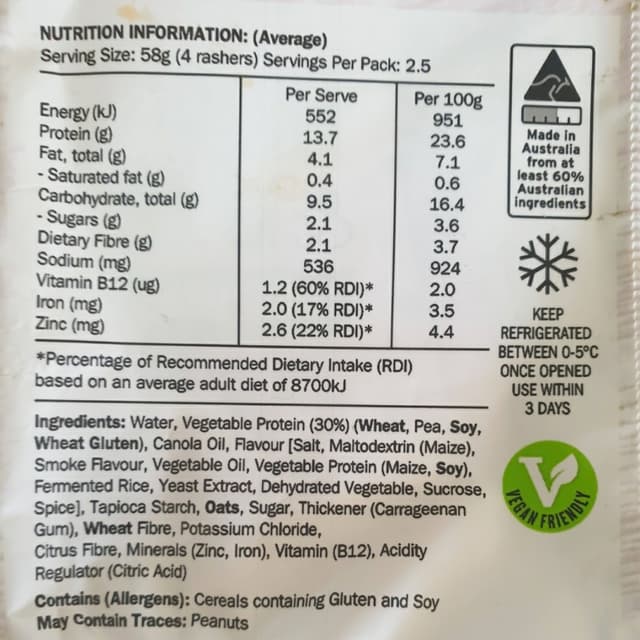 NUTRITION INFORMATION: (Average)
Serving Size: 58g (4 rashers) Servings Per Pack: 2.5
Per Serve Per 100g
Energy (kJ) 552 951
Protein (g) 13.7 23.6
Fat, total (g) 4.1 7.1
- Saturated fat (g) 0.4 0.6
Carbohydrate, total (g) 9.5 16.4
- Sugars (g) 2.1 3.6
Dietary Fibre (g) 2.1 3.7
Sodium (mg) 536 924
Vitamin B12 (ug) 1.2 (60% RDI)* 2.0
Iron (mg) 2.0 (17% RDI)* 3.5
Zinc (mg) 2.6 (22% RDI)* 4.4
*Percentage of Recommended Dietary Intake (RDI)
based on an average adult diet of 8700kJ
Ingredients: Water, Vegetable Protein (30%) (Wheat, Pea, Soy,
Wheat Gluten), Canola Oil, Flavour [Salt, Maltodextrin (Maize),
Smoke Flavour, Vegetable Oil, Vegetable Protein (Maize, Soy),
Fermented Rice, Yeast Extract, Dehydrated Vegetable, Sucrose,
Spice], Tapioca Starch, Oats, Sugar, Thickener (Carrageenan
Gum), Wheat Fibre, Potassium Chloride,
Citrus Fibre, Minerals (Zinc, Iron), Vitamin (B12), Acidity
Regulator (Citric Acid)
Contains (Allergens): Cereals containing Gluten and Soy
May Contain Traces: Peanuts
Made in
Australia
from at
least 60%
Australian
ingredients
KEEP
REFRIGERATED
BETWEEN 0-5°C
ONCE OPENED
USE WITHIN
3 DAYS
V
VEGAN FRIENDLY